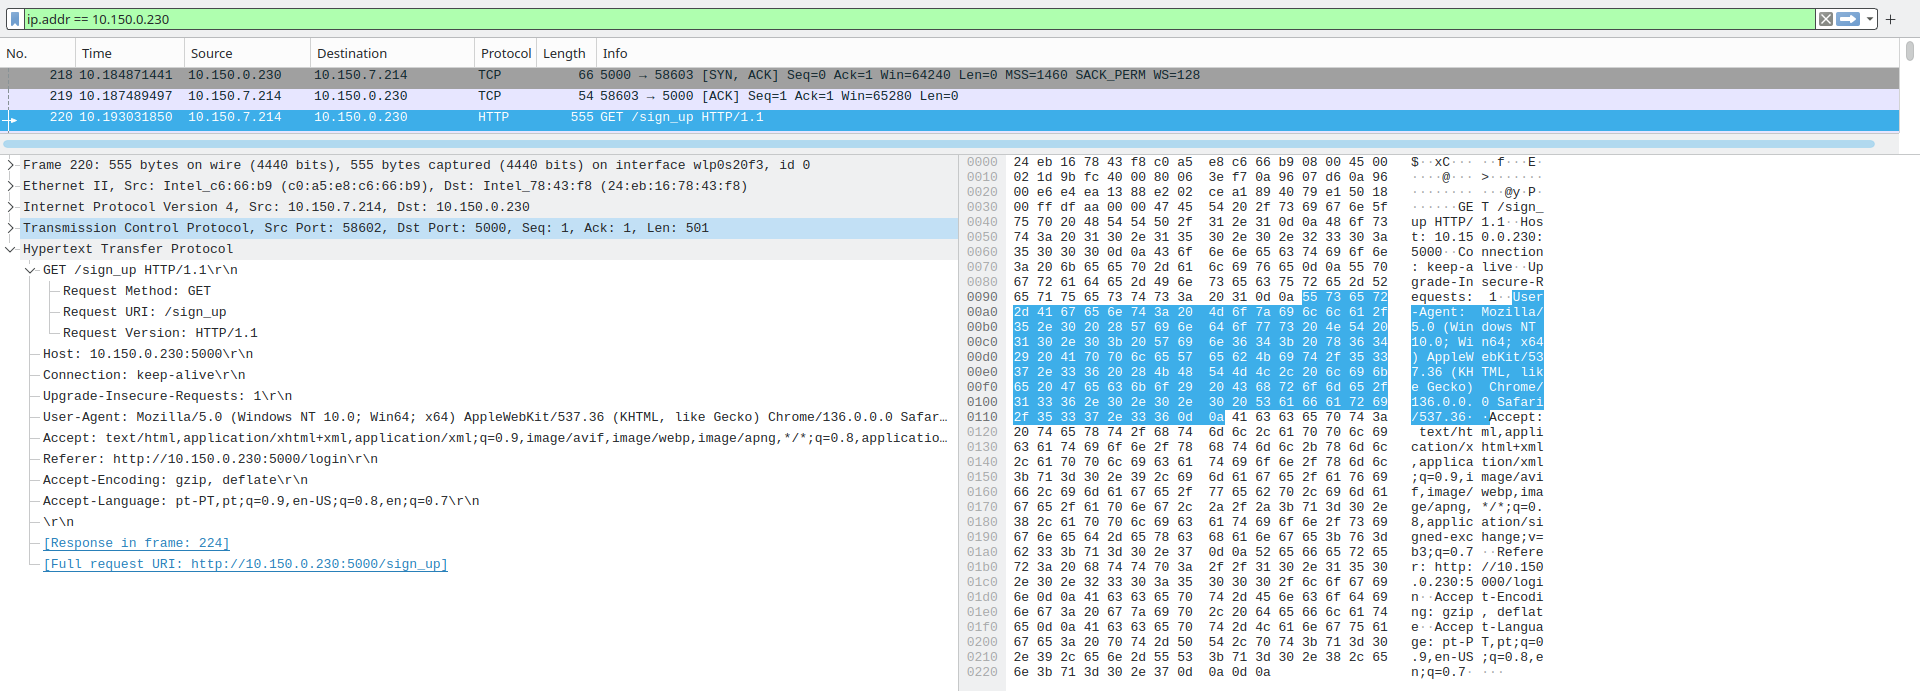 ip.addr == 10.150.0.230
No. Time Source Destination Protocol Length Info
218 10.184871441 10.150.0.230 10.150.7.214 TCP 66 5000 → 58603 [SYN, ACK] Seq=0 Ack=1 Win=64240 Len=0 MSS=1460 SACK_PERM WS=128
219 10.187489497 10.150.7.214 10.150.0.230 TCP 54 58603 → 5000 [ACK] Seq=1 Ack=1 Win=65280 Len=0
220 10.193031850 10.150.7.214 10.150.0.230 HTTP 555 GET /sign_up HTTP/1.1
Frame 220: 555 bytes on wire (4440 bits), 555 bytes captured (4440 bits) on interface wlp0s20f3, id 0
Ethernet II, Src: Intel_c6:66:b9 (c0:a5:e8:c6:66:b9), Dst: Intel_78:43:f8 (24:eb:16:78:43:f8)
Internet Protocol Version 4, Src: 10.150.7.214, Dst: 10.150.0.230
Transmission Control Protocol, Src Port: 58602, Dst Port: 5000, Seq: 1, Ack: 1, Len: 501
Hypertext Transfer Protocol
GET /sign_up HTTP/1.1\r\n
Request Method: GET
Request URI: /sign_up
Request Version: HTTP/1.1
Host: 10.150.0.230:5000\r\n
Connection: keep-alive\r\n
Upgrade-Insecure-Requests: 1\r\n
User-Agent: Mozilla/5.0 (Windows NT 10.0; Win64; x64) AppleWebKit/537.36 (KHTML, like Gecko) Chrome/136.0.0.0 Safar…
Accept: text/html,application/xhtml+xml,application/xml;q=0.9,image/avif,image/webp,image/apng,*/*;q=0.8,applicatio…
Referer: http://10.150.0.230:5000/login\r\n
Accept-Encoding: gzip, deflate\r\n
Accept-Language: pt-PT,pt;q=0.9,en-US;q=0.8,en;q=0.7\r\n
\r\n
[Response in frame: 224]
[Full request URI: http://10.150.0.230:5000/sign_up]
0000 24 eb 16 78 43 f8 c0 a5 e8 c6 66 b9 08 00 45 00 $··xC··· ··f···E·
0010 02 1d 9b fc 40 00 80 06 3e f7 0a 96 07 d6 0a 96 ····@··· >·······
0020 00 e6 e4 ea 13 88 e2 02 ce a1 89 40 79 e1 50 18 ········ ···@y·P·
0030 00 ff df aa 00 00 47 45 54 20 2f 73 69 67 6e 5f ······GE T /sign_
0040 75 70 20 48 54 54 50 2f 31 2e 31 0d 0a 48 6f 73 up HTTP/ 1.1··Hos
0050 74 3a 20 31 30 2e 31 35 30 2e 30 2e 32 33 30 3a t: 10.15 0.0.230:
0060 35 30 30 30 0d 0a 43 6f 6e 6e 65 63 74 69 6f 6e 5000··Co nnection
0070 3a 20 6b 65 65 70 2d 61 6c 69 76 65 0d 0a 55 70 : keep-a live··Up
0080 67 72 61 64 65 2d 49 6e 73 65 63 75 72 65 2d 52 grade-In secure-R
0090 65 71 75 65 73 74 73 3a 20 31 0d 0a 55 73 65 72 equests: 1··User
00a0 2d 41 67 65 6e 74 3a 20 4d 6f 7a 69 6c 6c 61 2f -Agent: Mozilla/
00b0 35 2e 30 20 28 57 69 6e 64 6f 77 73 20 4e 54 20 5.0 (Win dows NT
00c0 31 30 2e 30 3b 20 57 69 6e 36 34 3b 20 78 36 34 10.0; Wi n64; x64
00d0 29 20 41 70 70 6c 65 57 65 62 4b 69 74 2f 35 33 ) AppleW ebKit/53
00e0 37 2e 33 36 20 28 4b 48 54 4d 4c 2c 20 6c 69 6b 7.36 (KH TML, lik
00f0 65 20 47 65 63 6b 6f 29 20 43 68 72 6f 6d 65 2f e Gecko) Chrome/
0100 31 33 36 2e 30 2e 30 2e 30 20 53 61 66 61 72 69 136.0.0. 0 Safari
0110 2f 35 33 37 2e 33 36 0d 0a 41 63 63 65 70 74 3a /537.36· ·Accept:
0120 20 74 65 78 74 2f 68 74 6d 6c 2c 61 70 70 6c 69 text/ht ml,appli
0130 63 61 74 69 6f 6e 2f 78 68 74 6d 6c 2b 78 6d 6c cation/x html+xml
0140 2c 61 70 70 6c 69 63 61 74 69 6f 6e 2f 78 6d 6c ,applica tion/xml
0150 3b 71 3d 30 2e 39 2c 69 6d 61 67 65 2f 61 76 69 ;q=0.9,i mage/avi
0160 66 2c 69 6d 61 67 65 2f 77 65 62 70 2c 69 6d 61 f,image/ webp,ima
0170 67 65 2f 61 70 6e 67 2c 2a 2f 2a 3b 71 3d 30 2e ge/apng, */*;q=0.
0180 38 2c 61 70 70 6c 69 63 61 74 69 6f 6e 2f 73 69 8,applic ation/si
0190 67 6e 65 64 2d 65 78 63 68 61 6e 67 65 3b 76 3d gned-exc hange;v=
01a0 62 33 3b 71 3d 30 2e 37 0d 0a 52 65 66 65 72 65 b3;q=0.7 ··Refere
01b0 72 3a 20 68 74 74 70 3a 2f 2f 31 30 2e 31 35 30 r: http: //10.150
01c0 2e 30 2e 32 33 30 3a 35 30 30 30 2f 6c 6f 67 69 .0.230:5 000/logi
01d0 6e 0d 0a 41 63 63 65 70 74 2d 45 6e 63 6f 64 69 n··Accep t-Encodi
01e0 6e 67 3a 20 67 7a 69 70 2c 20 64 65 66 6c 61 74 ng: gzip , deflat
01f0 65 0d 0a 41 63 63 65 70 74 2d 4c 61 6e 67 75 61 e··Accep t-Langua
0200 67 65 3a 20 70 74 2d 50 54 2c 70 74 3b 71 3d 30 ge: pt-P T,pt;q=0
0210 2e 39 2c 65 6e 2d 55 53 3b 71 3d 30 2e 38 2c 65 .9,en-US ;q=0.8,e
0220 6e 3b 71 3d 30 2e 37 0d 0a 0d 0a n;q=0.7· ···